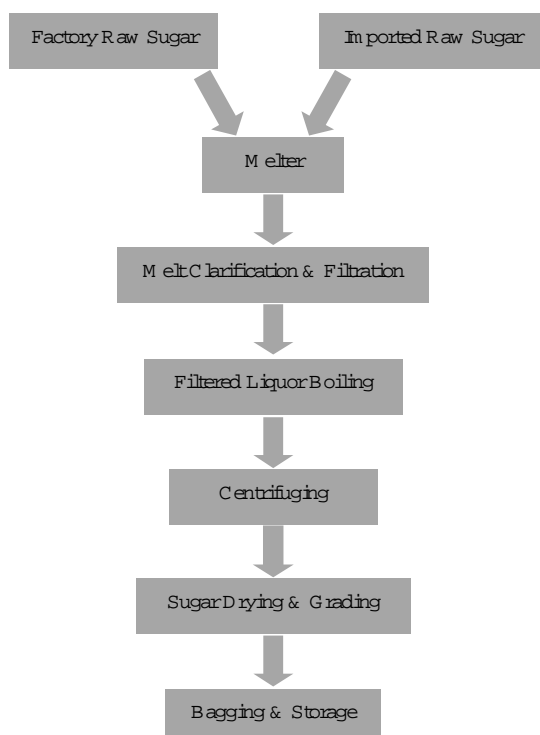 Factory Raw Sugar
Imported Raw Sugar
Melter
Melt Clarification & Filtration
Filtered Liquor Boiling
Centrifuging
Sugar Drying & Grading
Bagging & Storage